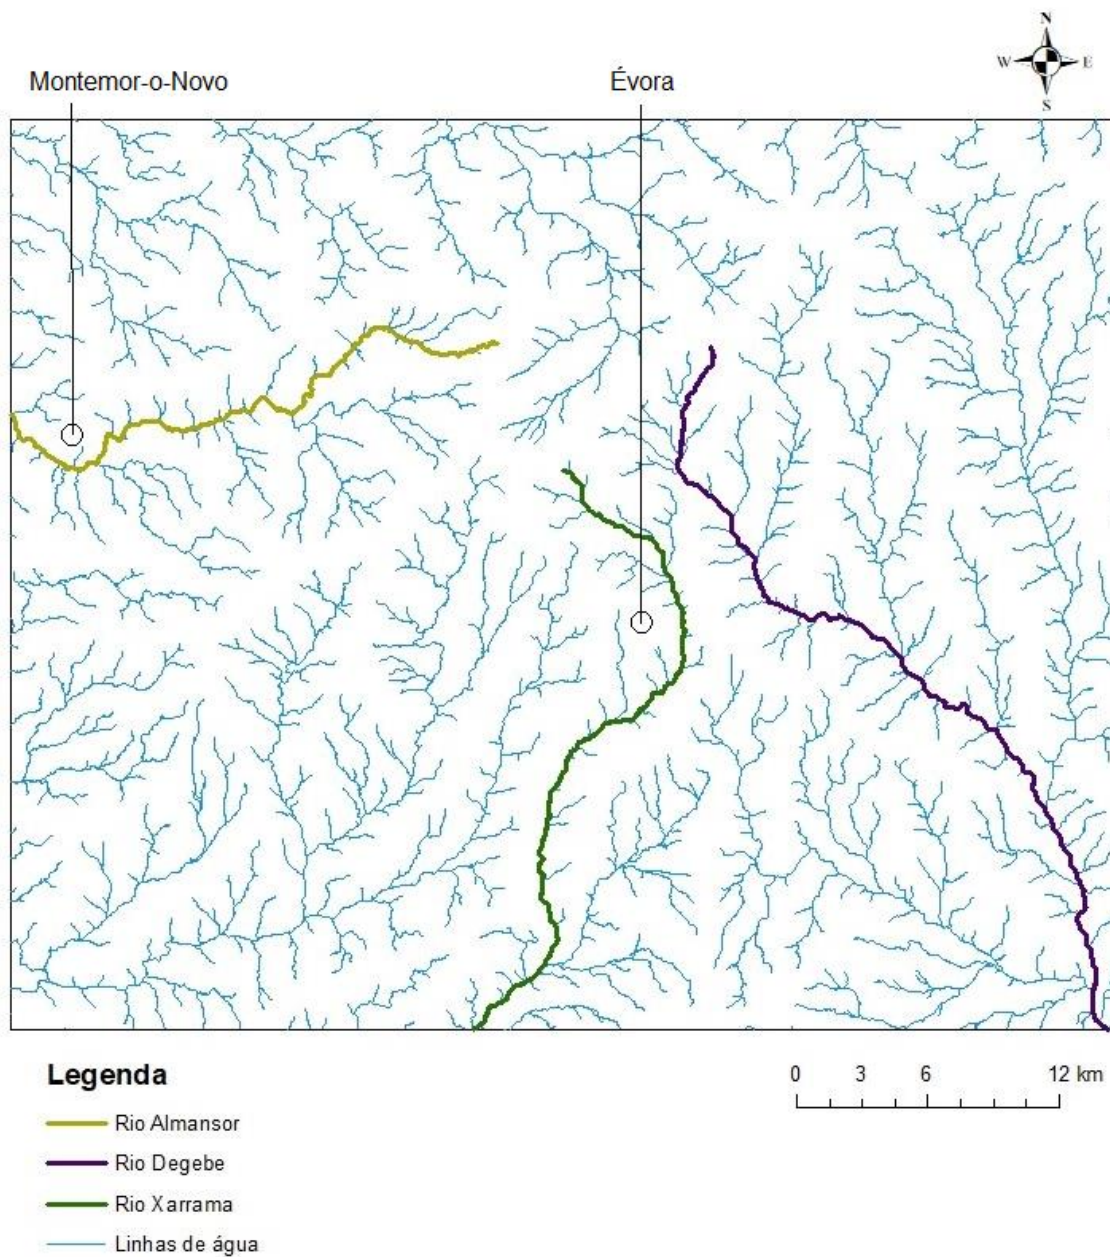 N
W E
S
Montemor-o-Novo Évora
Legenda
Rio Almansor
Rio Degebe
Rio Xarrama
Linhas de água
0 3 6 12 km